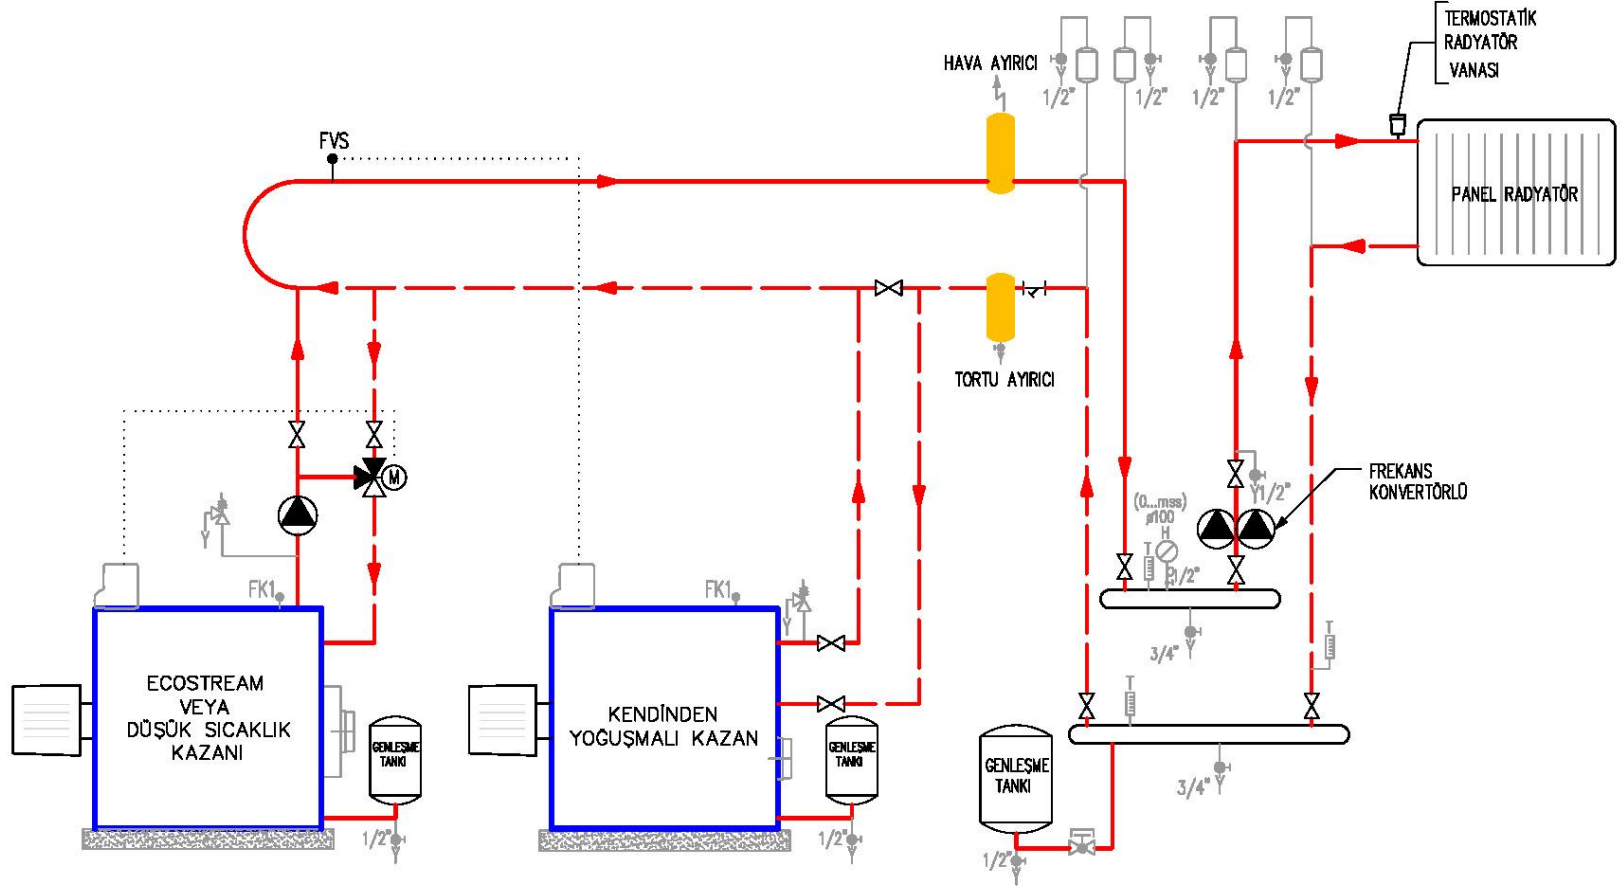 TERMOSTATİK
RADYATÖR
VANASI
HAVA AYIRICI
1/2"
1/2"
1/2"
1/2"
FVS
PANEL RADYATÖR
TORTU AYIRICI
M
FREKANS
KONVERTÖRLÜ
1/2"
(0...mss)
ø100
H
T
1/2"
FK1
FK1
3/4"
T
T
ECOSTREAM
VEYA
DÜŞÜK SICAKLIK
KAZANI
KENDİNDEN
YOĞUŞMALI KAZAN
GENLEŞME
TANKI
GENLEŞME
TANKI
GENLEŞME
TANKI
3/4"
1/2"
1/2"
1/2"